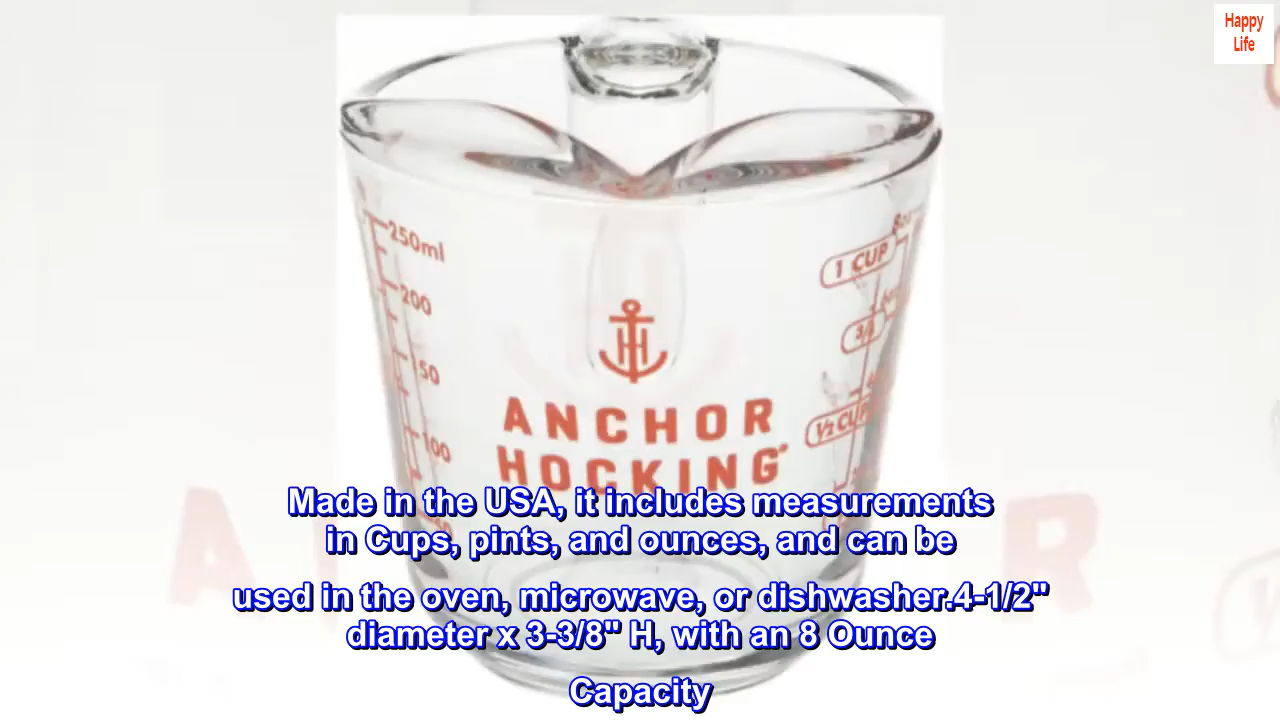 Happy
Life
8oz
250ml
1 CUP
200
3/4
150
ANCHOR
1/2 CUP
100
HOCKING
Made in the USA, it includes measurements
in Cups, pints, and ounces, and can be
used in the oven, microwave, or dishwasher.4-1/2"
diameter x 3-3/8" H, with an 8 Ounce
Capacity